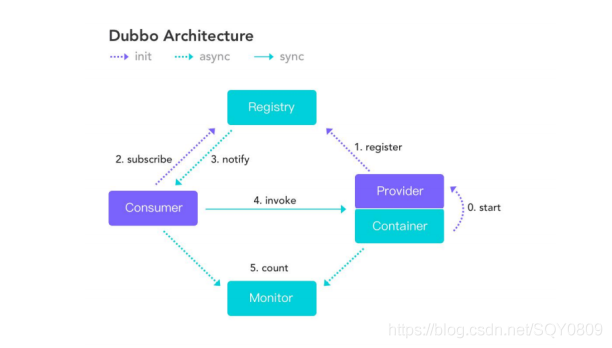 Dubbo Architecture
init async sync
Registry
2. subscribe 3. notify 1. register
Provider
Consumer 4. invoke 0. start
Container
5. count
Monitor
https://blog.csdn.net/SQY0809